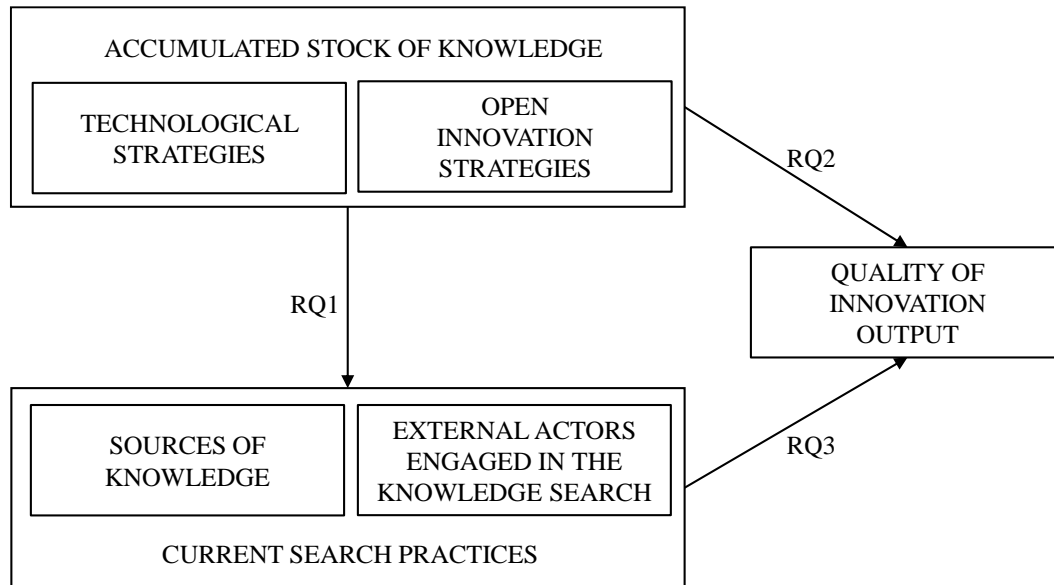 ACCUMULATED STOCK OF KNOWLEDGE
TECHNOLOGICAL
STRATEGIES
OPEN
INNOVATION
STRATEGIES
RQ2
QUALITY OF
INNOVATION
OUTPUT
RQ1
SOURCES OF
KNOWLEDGE
EXTERNAL ACTORS
ENGAGED IN THE
KNOWLEDGE SEARCH
RQ3
CURRENT SEARCH PRACTICES